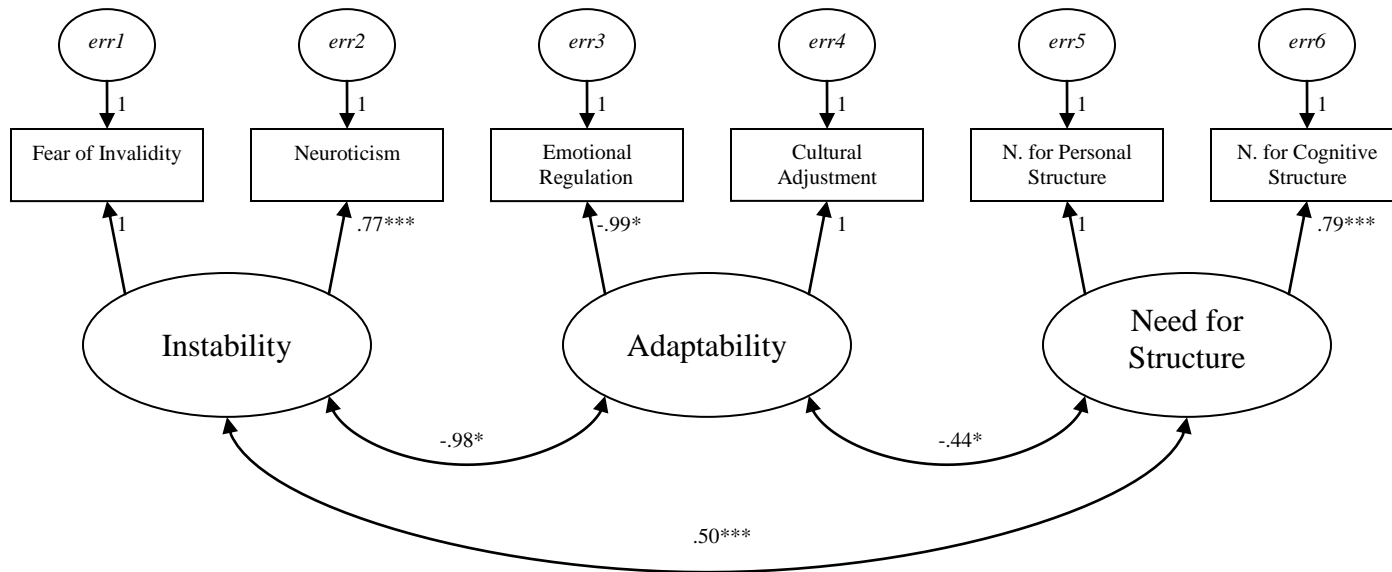 err1
err2
err3
err4
err5
err6
1
1
1
1
1
1
Fear of Invalidity
Neuroticism
Emotional
Regulation
Cultural
Adjustment
N. for Personal
Structure
N. for Cognitive
Structure
1
.77***
-.99*
1
1
.79***
Instability
Adaptability
Need for
Structure
-.98*
-.44*
.50***